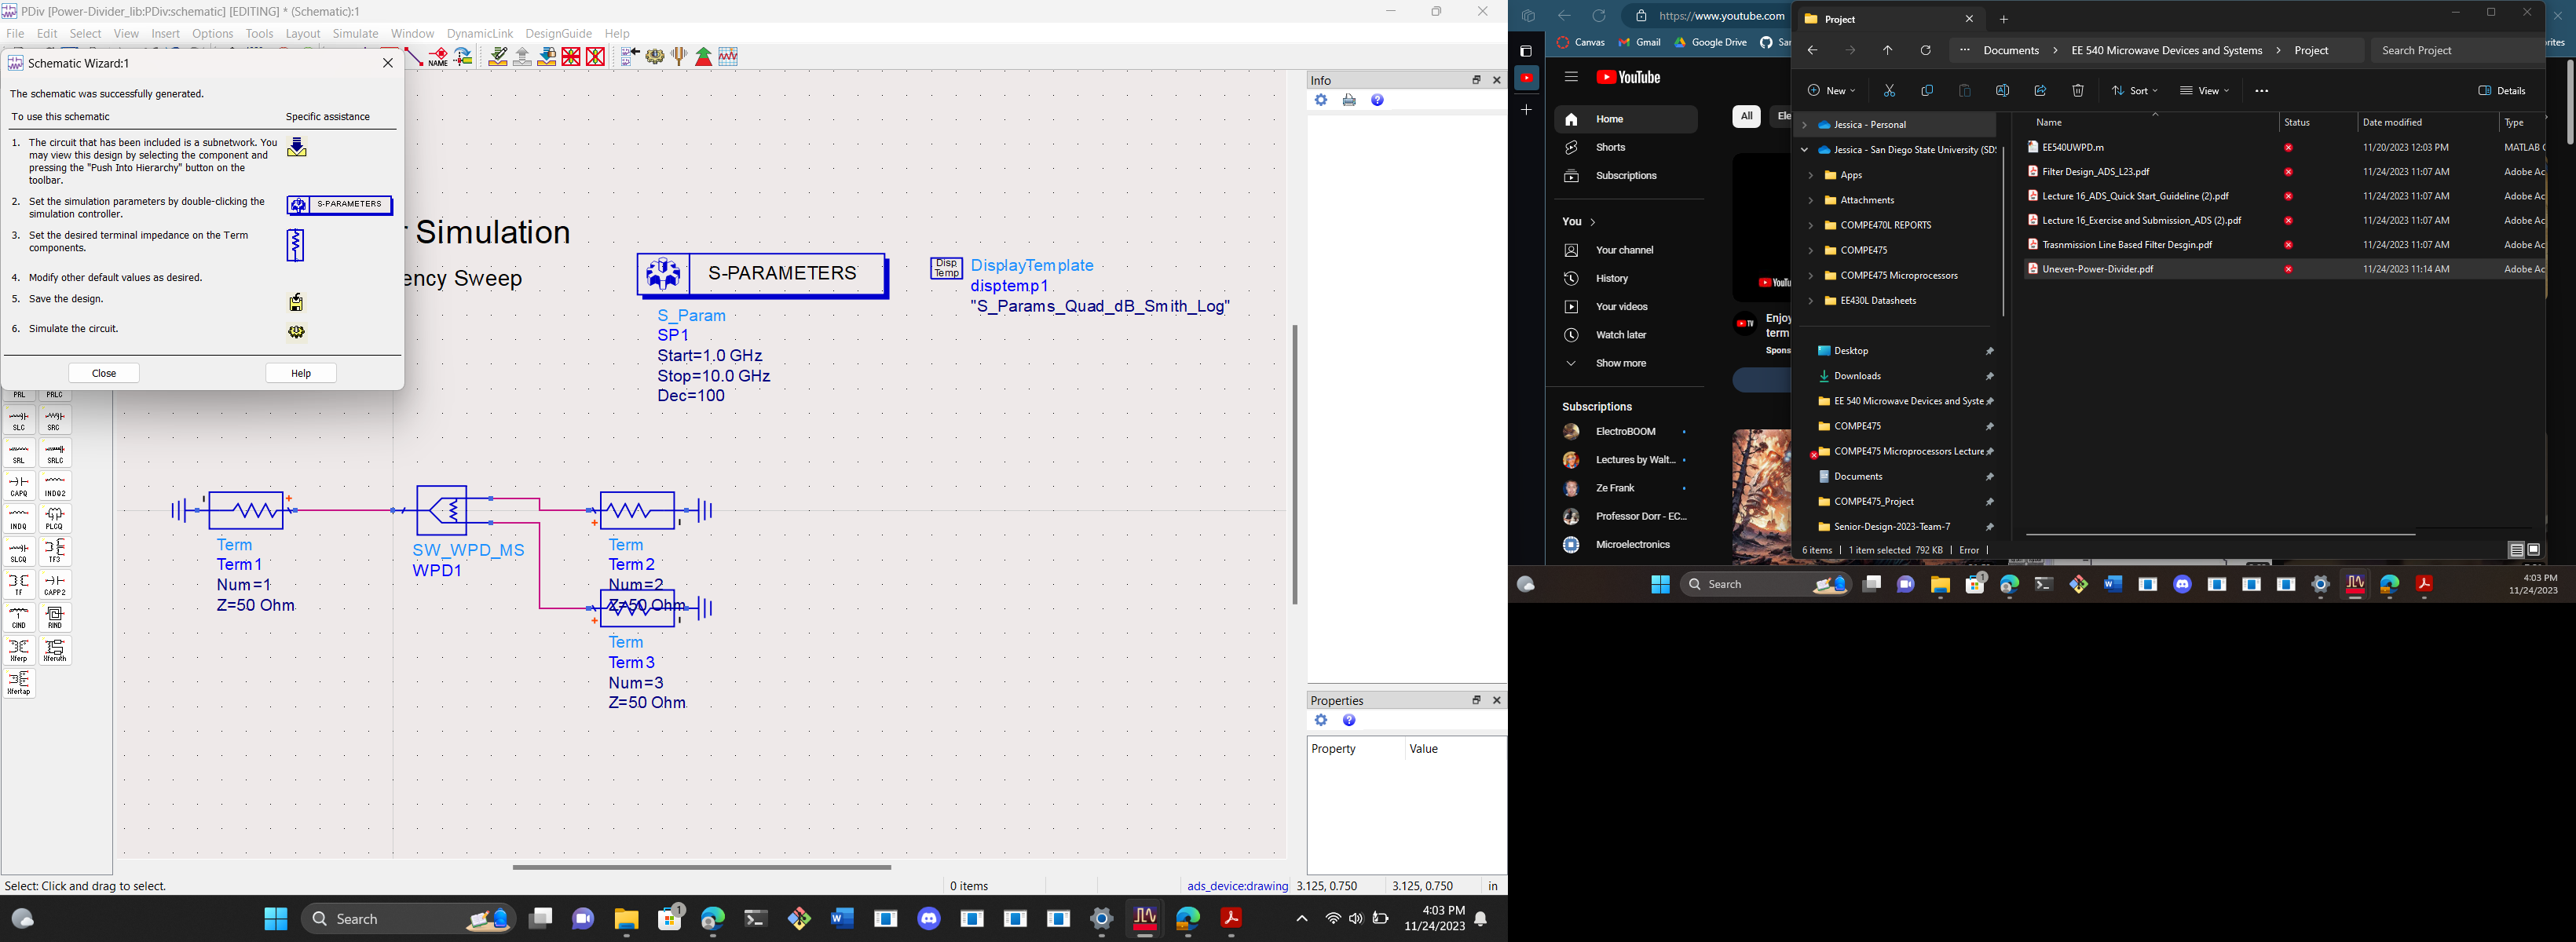 PDiv [Power-Divider_lib:PDiv:schematic] [EDITING] * (Schematic):1
File Edit Select View Insert Options Tools Layout Simulate Window DynamicLink DesignGuide Help
NAME
Schematic Wizard:1
The schematic was successfully generated.
To use this schematic Specific assistance
1. The circuit that has been included is a subnetwork. You
may view this design by selecting the component and
pressing the "Push Into Hierarchy" button on the
toolbar.
2. Set the simulation parameters by double-clicking the
simulation controller.
S-PARAMETERS
3. Set the desired terminal impedance on the Term
components.
4. Modify other default values as desired.
5. Save the design.
6. Simulate the circuit.
Close Help
PRL PRLC
SLC SRC
SRL SRLC
CAPQ INDQ2
INDQ PLCQ
SLCQ TF3
TF CAPP2
CIND RIND
Xferp Xferruth
Xfertap
Simulation
ency Sweep
S-PARAMETERS
S_Param
SP1
Start=1.0 GHz
Stop=10.0 GHz
Dec=100
Disp
Temp
DisplayTemplate
disptemp1
"S_Params_Quad_dB_Smith_Log"
Term
Term1
Num=1
Z=50 Ohm
SW_WPD_MS
WPD1
Term
Term2
Num=2
Z=50 Ohm
Term
Term3
Num=3
Z=50 Ohm
Info
Properties
Property Value
Select: Click and drag to select.
0 items
ads_device:drawing 3.125, 0.750 3.125, 0.750 in
Search
1
4:03 PM
11/24/2023
https://www.youtube.com
Canvas Gmail Google Drive Sar
orites
YouTube
Home
Shorts
Subscriptions
You
Your channel
History
Your videos
Watch later
Show more
Subscriptions
ElectroBOOM
Lectures by Walt...
Ze Frank
Professor Dorr - EC...
Microelectronics
All Ele
YouTu
TV
Enjoy
term
Spons
Project
Documents EE 540 Microwave Devices and Systems Project
Search Project
New Sort View Details
Name Status Date modified Type
Jessica - Personal
Jessica - San Diego State University (SDS
Apps
Attachments
COMPE470L REPORTS
COMPE475
COMPE475 Microprocessors
EE430L Datasheets
Desktop
Downloads
EE 540 Microwave Devices and Syste
COMPE475
COMPE475 Microprocessors Lecture
Documents
COMPE475_Project
Senior-Design-2023-Team-7
EE540UWPD.m 11/20/2023 12:03 PM MATLAB C
Filter Design_ADS_L23.pdf 11/24/2023 11:07 AM Adobe Ac
Lecture 16_ADS_Quick Start_Guideline (2).pdf 11/24/2023 11:07 AM Adobe Ac
Lecture 16_Exercise and Submission_ADS (2).pdf 11/24/2023 11:07 AM Adobe Ac
Trasnmission Line Based Filter Desgin.pdf 11/24/2023 11:07 AM Adobe Ac
Uneven-Power-Divider.pdf 11/24/2023 11:14 AM Adobe Ac
6 items 1 item selected 792 KB Error
Search
1
4:03 PM
11/24/2023